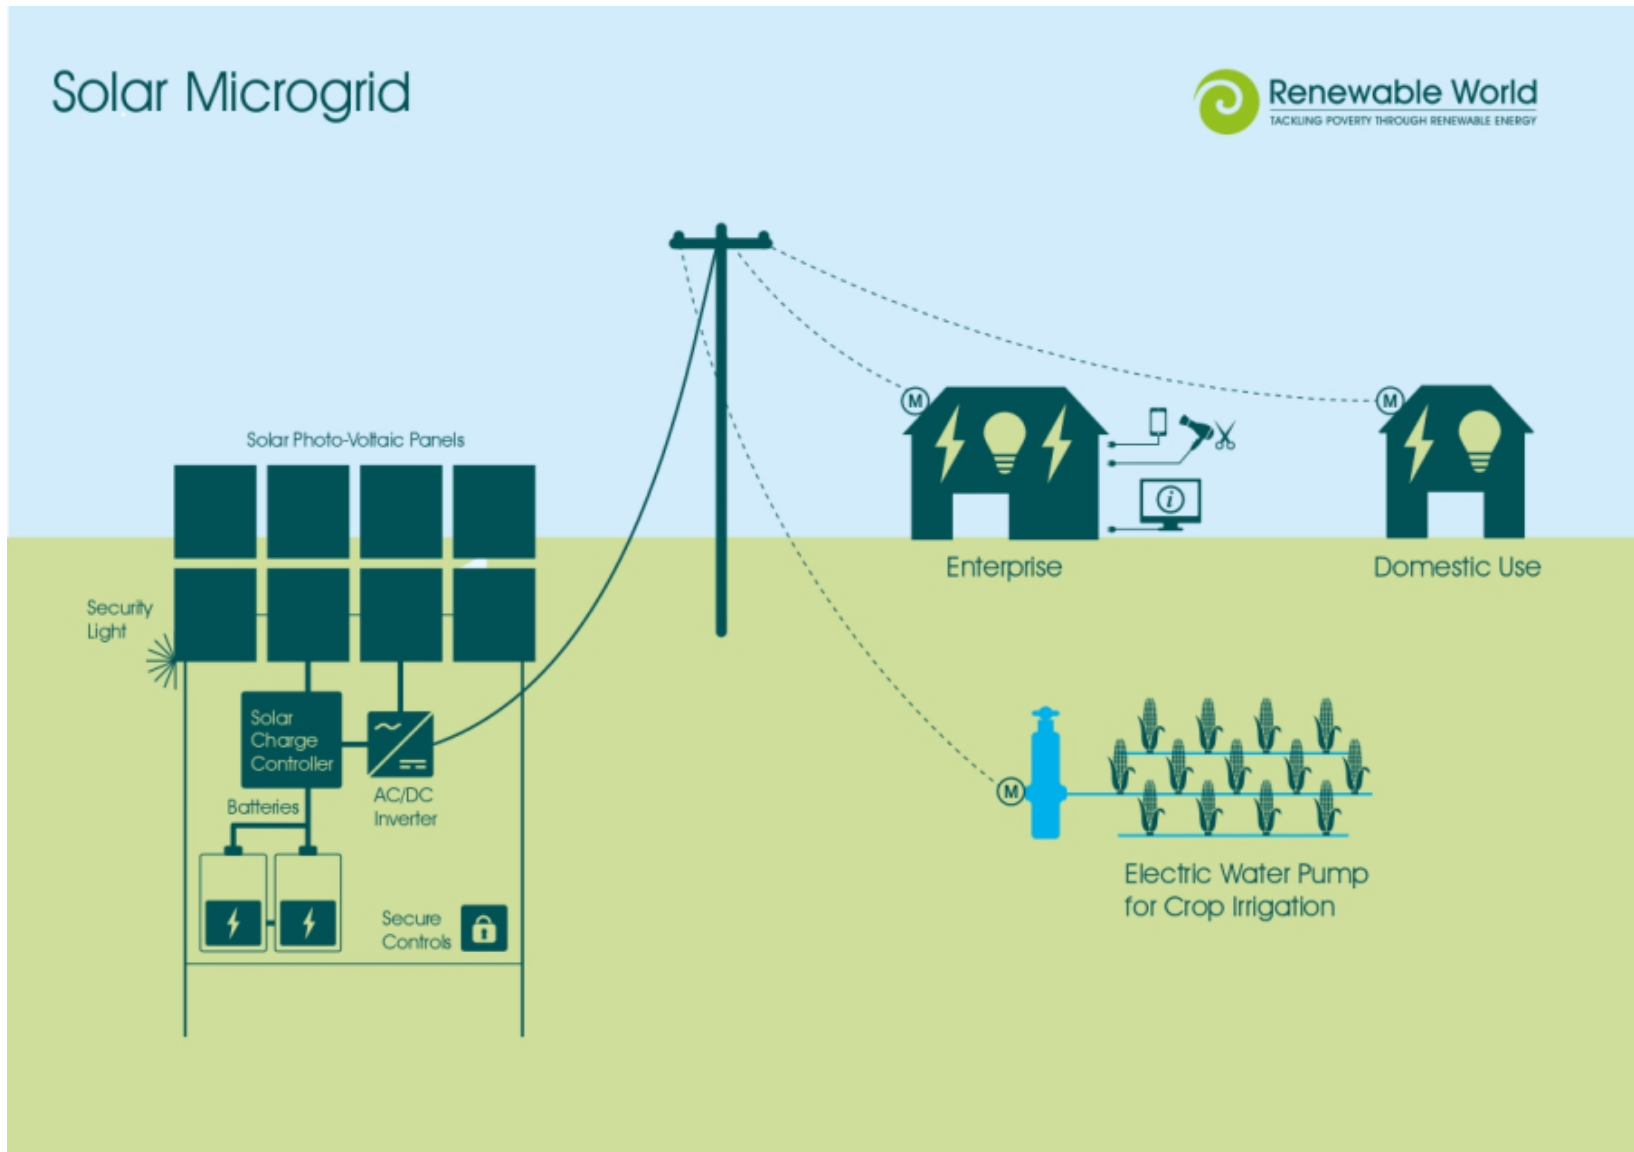 Solar Microgrid
Renewable World
TACKLING POVERTY THROUGH RENEWABLE ENERGY
Solar Photo-Voltaic Panels
Security
Light
Solar
Charge
Controller
AC/DC
Inverter
Batteries
Secure
Controls
M
Enterprise
i
M
Domestic Use
M
Electric Water Pump
for Crop Irrigation